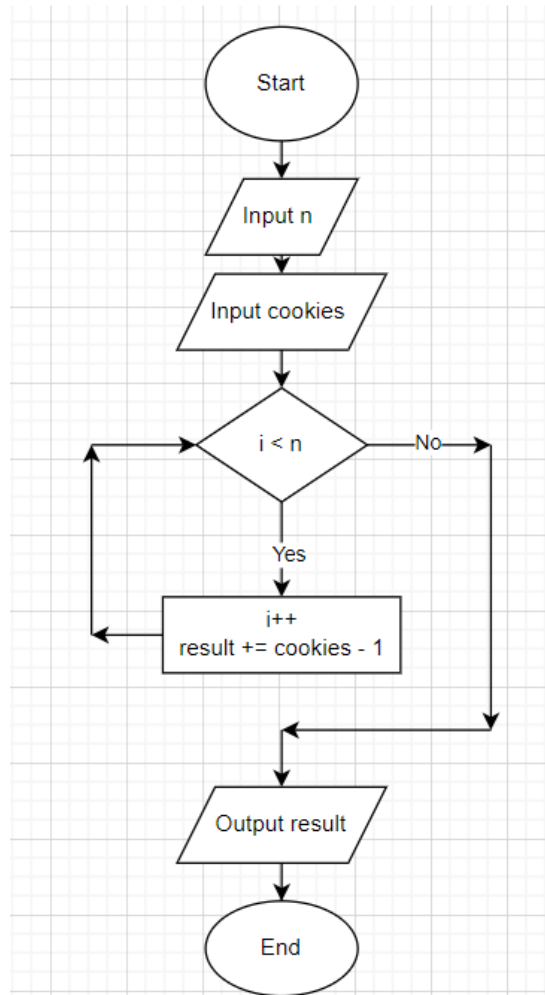 Start
Input n
Input cookies
i < n
No
Yes
i++
result += cookies - 1
Output result
End